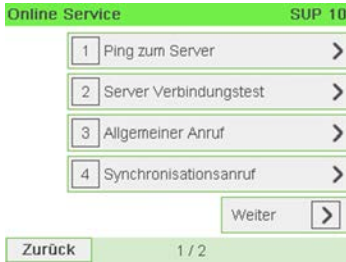 Online Service SUP 10
1 Ping zum Server
2 Server Verbindungstest
3 Allgemeiner Anruf
4 Synchronisationsanruf
Weiter
Zurück 1 / 2